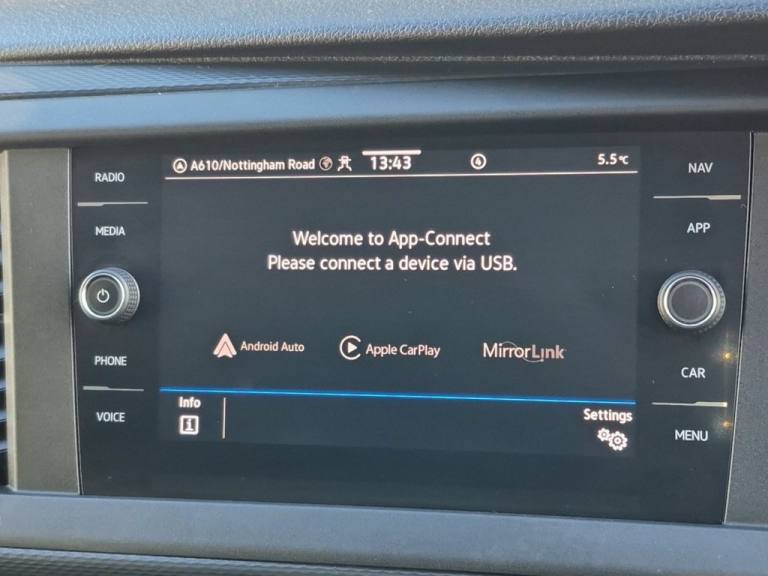 RADIO
MEDIA
PHONE
VOICE
A610/Nottingham Road 13:43 5.5°C
Welcome to App-Connect
Please connect a device via USB.
Android Auto Apple CarPlay MirrorLink
Info Settings
i
NAV
APP
CAR
MENU